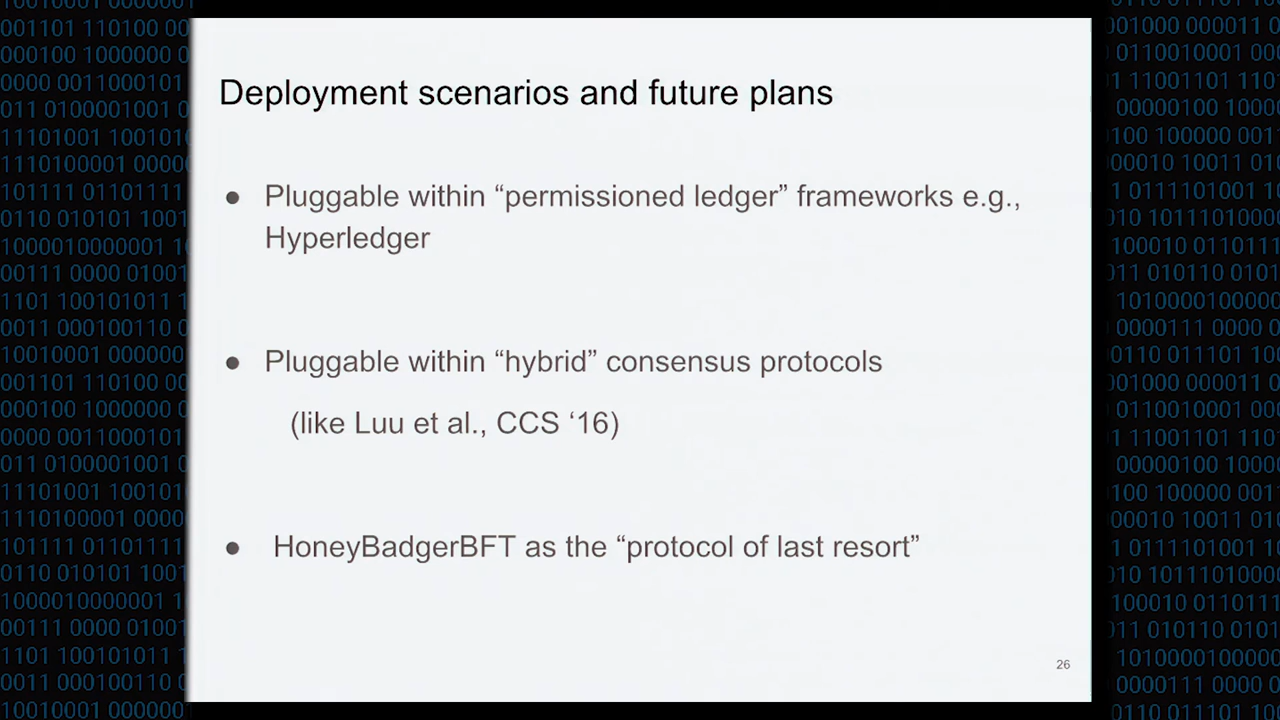 Deployment scenarios and future plans
● Pluggable within “permissioned ledger” frameworks e.g.,
Hyperledger
● Pluggable within “hybrid” consensus protocols
(like Luu et al., CCS ‘16)
● HoneyBadgerBFT as the “protocol of last resort”
26